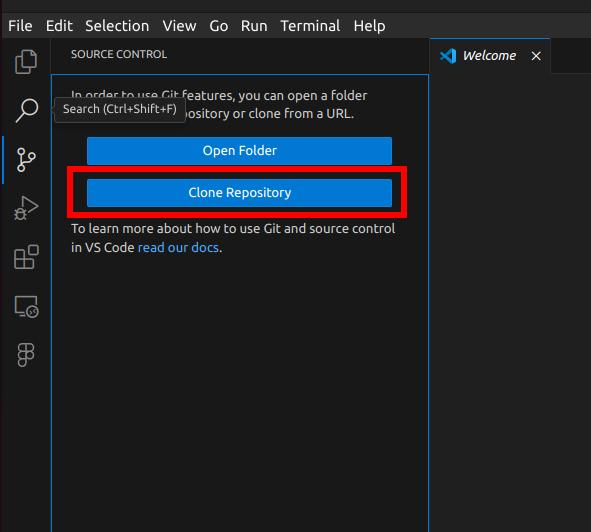 File Edit Selection View Go Run Terminal Help
SOURCE CONTROL
Welcome
In order to use Git features, you can open a folder
Search (Ctrl+Shift+F)
or clone from a URL.
Open Folder
Clone Repository
To learn more about how to use Git and source control
in VS Code read our docs.